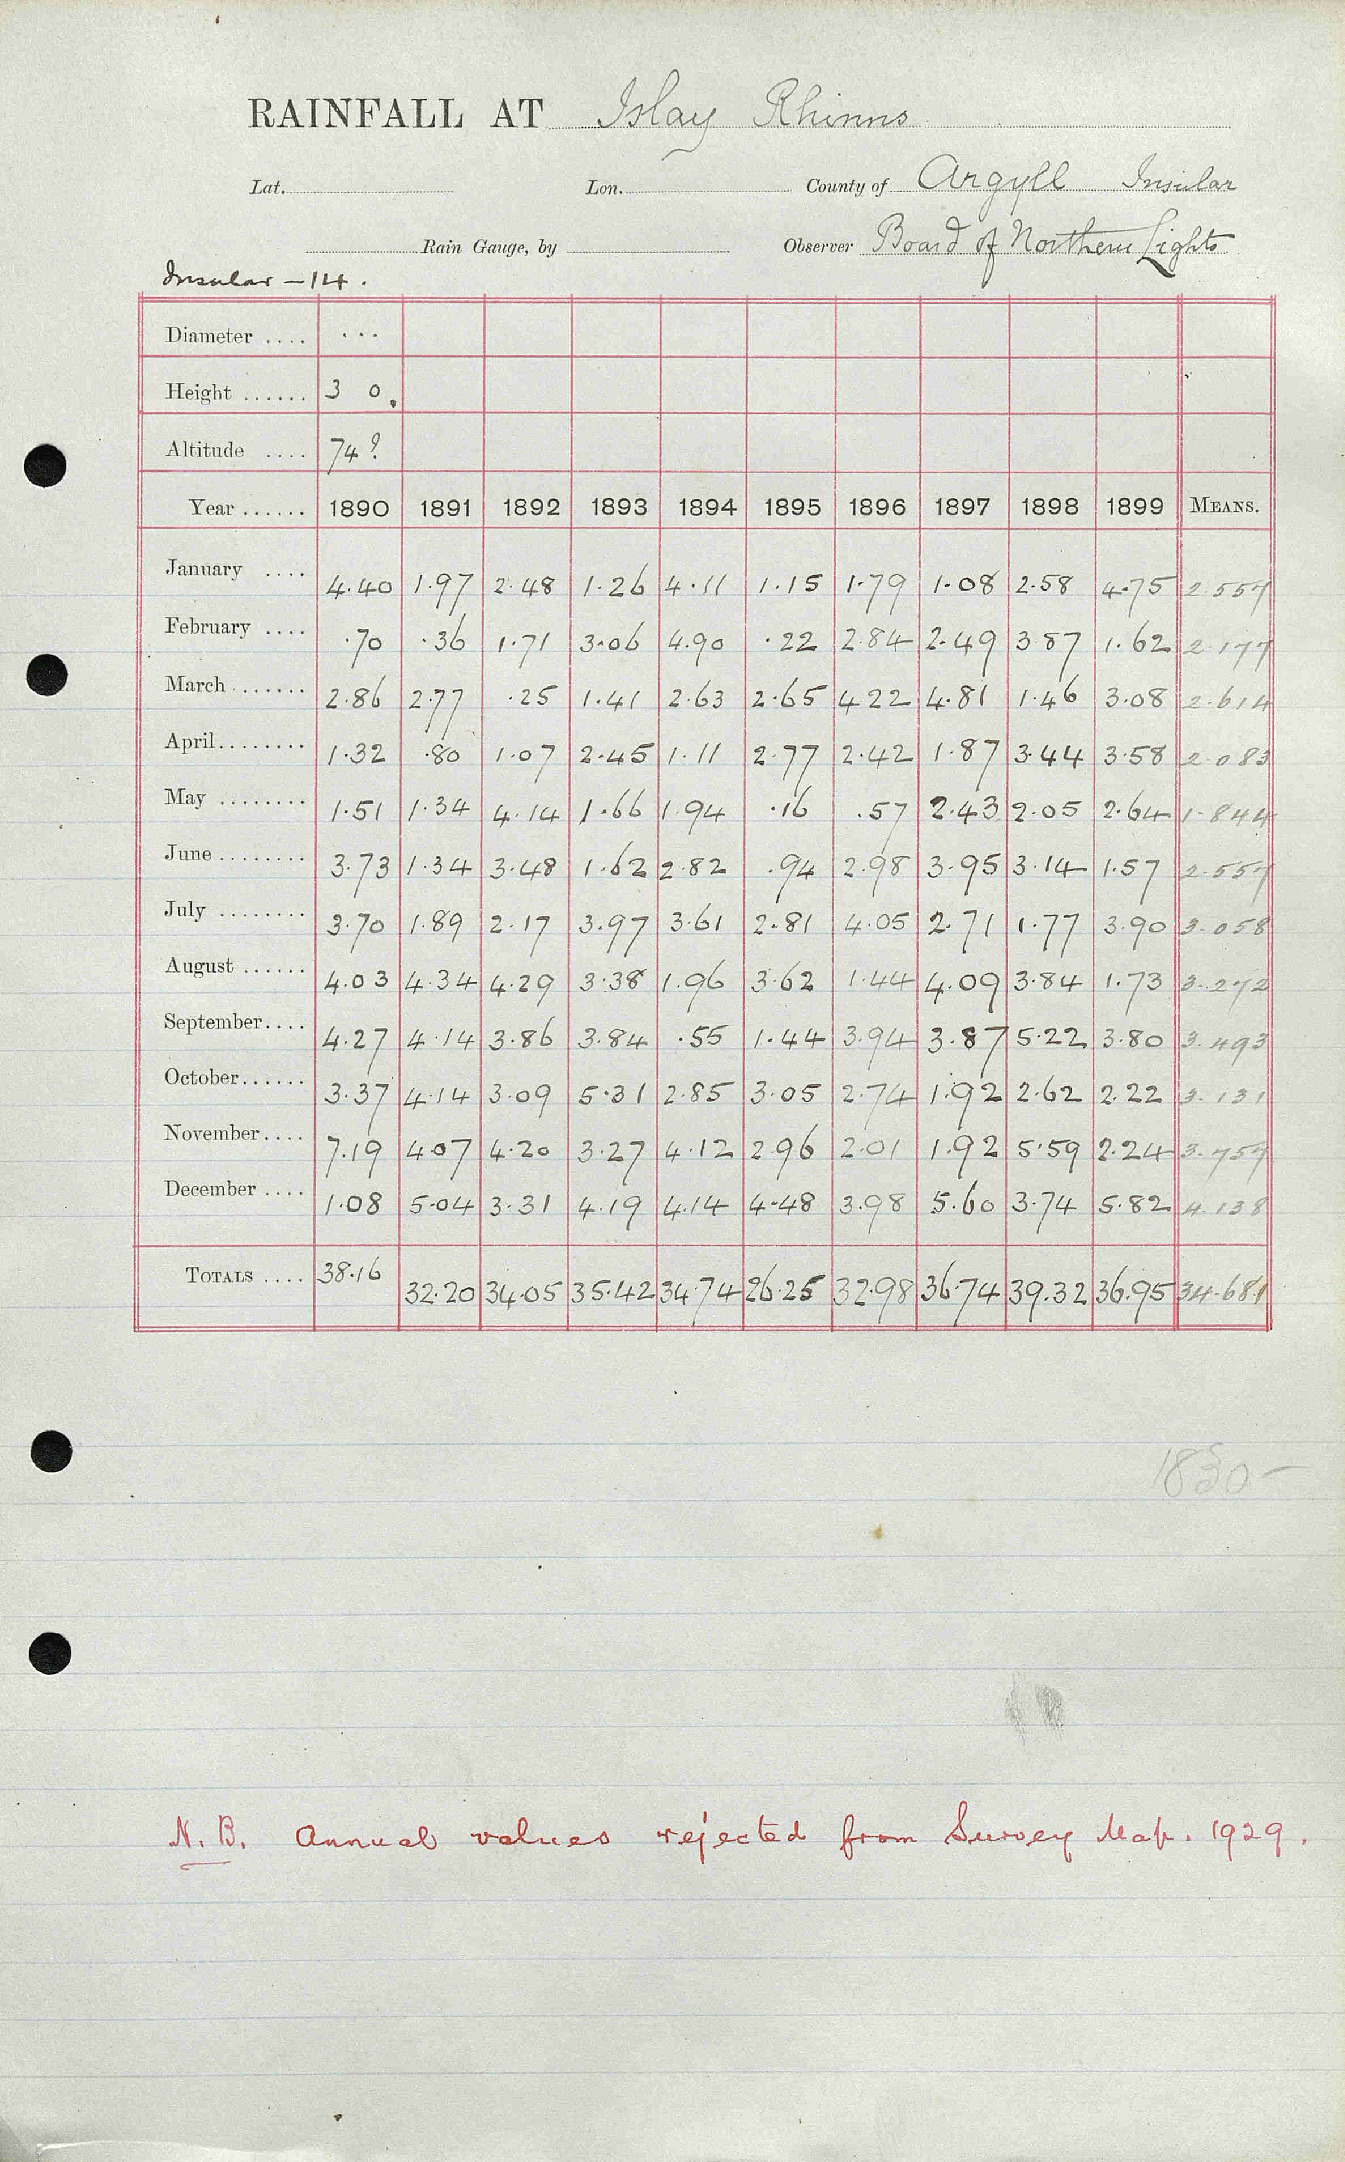 RAINFALL AT Islay Rhinns
Lat. Lon. County of Argyll Insular
Rain Gauge, by Observer Board of Northern Lights
Insular - 14.
Diameter .... ...
Height ...... 3 0.
Altitude .... 74?
Year ...... 1890 1891 1892 1893 1894 1895 1896 1897 1898 1899 MEANS.
January .... 4.40 1.97 2.48 1.26 4.11 1.15 1.79 1.08 2.58 4.75 2.557
February .... .70 .36 1.71 3.06 4.90 .22 2.84 2.49 3.87 1.62 2.177
March ....... 2.86 2.77 .25 1.41 2.63 2.65 4.22 4.81 1.46 3.08 2.614
April........ 1.32 .80 1.07 2.45 1.11 2.77 2.42 1.87 3.44 3.58 2.083
May ........ 1.51 1.34 4.14 1.66 1.94 .16 .57 2.43 2.05 2.64 1.844
June ........ 3.73 1.34 3.48 1.62 2.82 .94 2.98 3.95 3.14 1.57 2.557
July ........ 3.70 1.89 2.17 3.97 3.61 2.81 4.05 2.71 1.77 3.90 3.058
August ...... 4.03 4.34 4.29 3.38 1.96 3.62 1.44 4.09 3.84 1.73 3.272
September.... 4.27 4.14 3.86 3.84 .55 1.44 3.94 3.87 5.22 3.80 3.493
October...... 3.37 4.14 3.09 5.31 2.85 3.05 2.74 1.92 2.62 2.22 3.131
November.... 7.19 4.07 4.20 3.27 4.12 2.96 2.01 1.92 5.59 2.24 3.757
December .... 1.08 5.04 3.31 4.19 4.14 4.48 3.98 5.60 3.74 5.82 4.138
TOTALS .... 38.16 32.20 34.05 35.42 34.74 26.25 32.98 36.74 39.32 36.95 34.681
N.B. Annual values rejected from Survey Map. 1929.